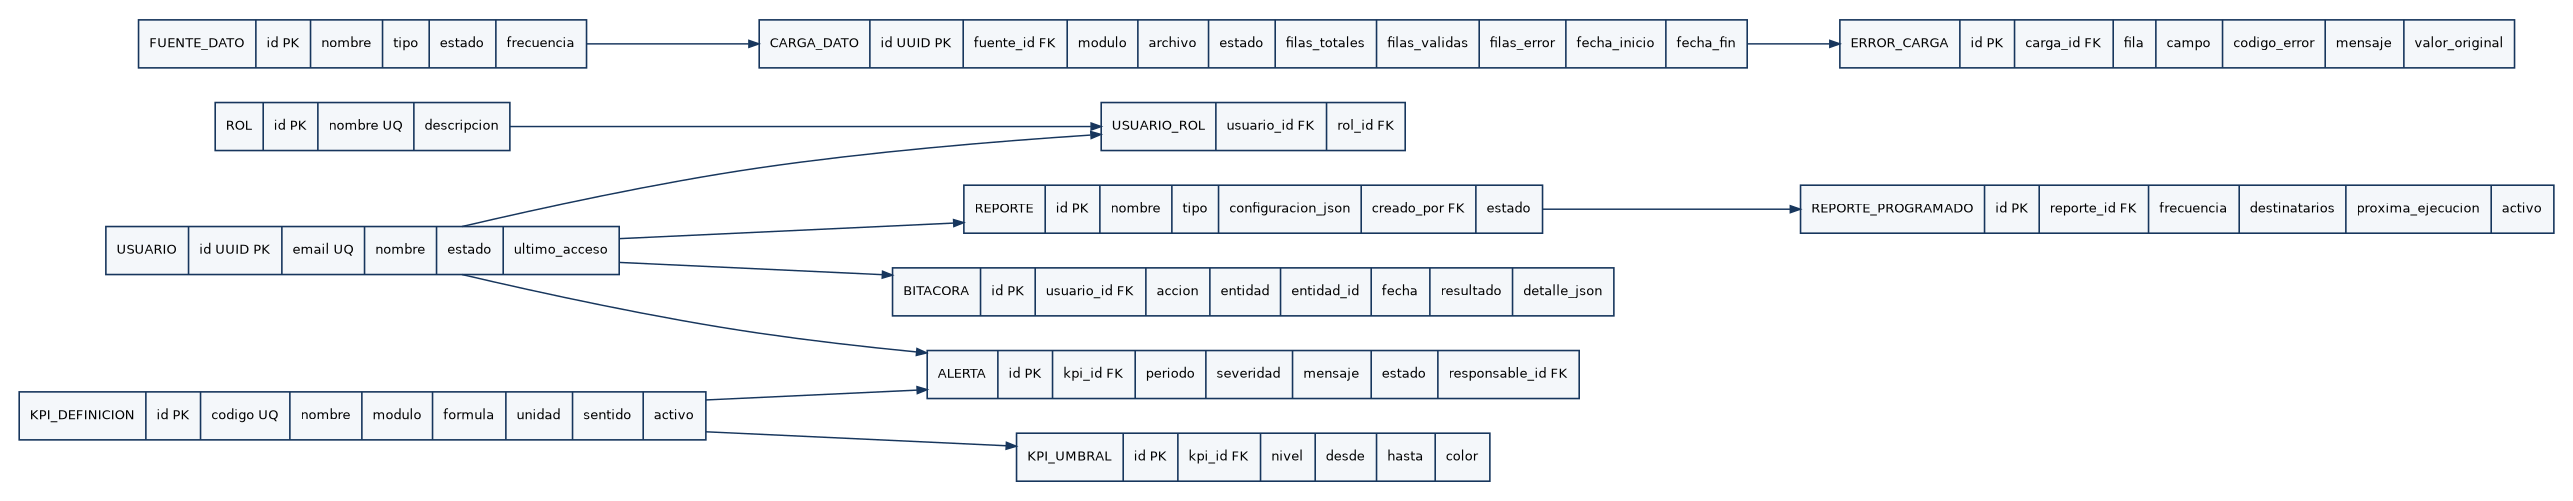 FUENTE_DATO id PK nombre tipo estado frecuencia
CARGA_DATO id UUID PK fuente_id FK modulo archivo estado filas_totales filas_validas filas_error fecha_inicio fecha_fin
ERROR_CARGA id PK carga_id FK fila campo codigo_error mensaje valor_original
ROL id PK nombre UQ descripcion
USUARIO_ROL usuario_id FK rol_id FK
REPORTE id PK nombre tipo configuracion_json creado_por FK estado
REPORTE_PROGRAMADO id PK reporte_id FK frecuencia destinatarios proxima_ejecucion activo
USUARIO id UUID PK email UQ nombre estado ultimo_acceso
BITACORA id PK usuario_id FK accion entidad entidad_id fecha resultado detalle_json
ALERTA id PK kpi_id FK periodo severidad mensaje estado responsable_id FK
KPI_DEFINICION id PK codigo UQ nombre modulo formula unidad sentido activo
KPI_UMBRAL id PK kpi_id FK nivel desde hasta color